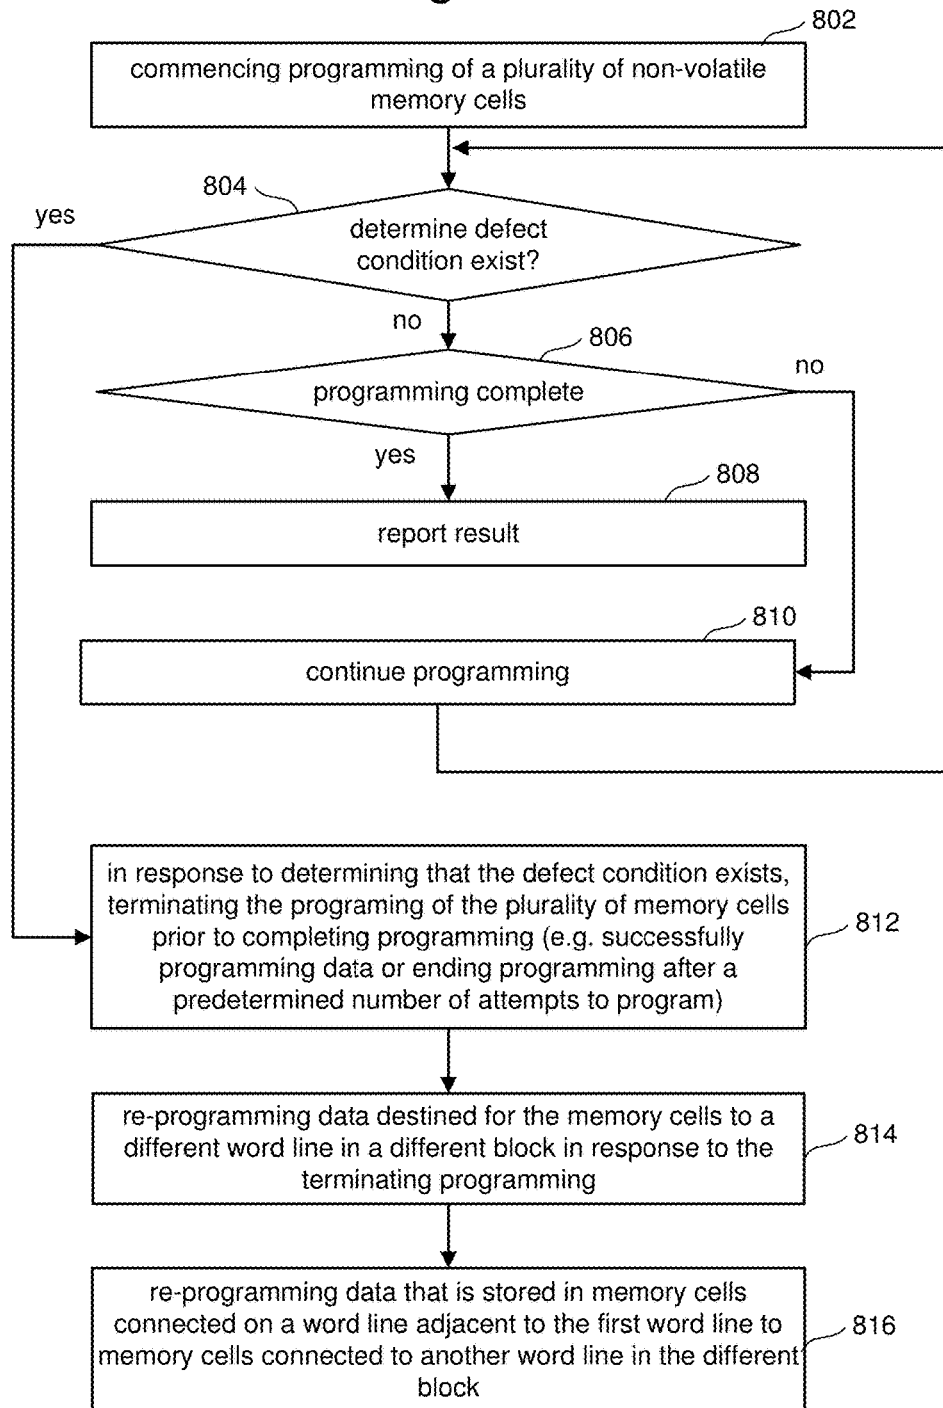 802
commencing programming of a plurality of non-volatile
memory cells
804
yes
determine defect
condition exist?
no
806
no
programming complete
yes
808
report result
810
continue programming
in response to determining that the defect condition exists,
terminating the programing of the plurality of memory cells
prior to completing programming (e.g. successfully
programming data or ending programming after a
predetermined number of attempts to program)
812
re-programming data destined for the memory cells to a
different word line in a different block in response to the
terminating programming
814
re-programming data that is stored in memory cells
connected on a word line adjacent to the first word line to
memory cells connected to another word line in the different
block
816